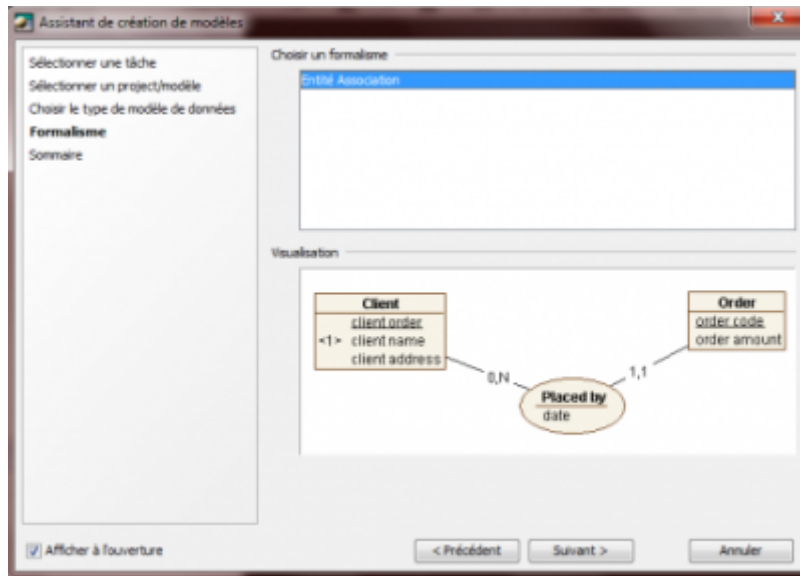 Assistant de création de modèles
Sélectionner une tâche
Sélectionner un project/modèle
Choisir le type de modèle de données
Formalisme
Sommaire
Choisir un formalisme
Entité Association
Visualisation
Client
client order
<1> client name
client address
Order
order code
order amount
0,N
1,1
Placed by
date
Afficher à l'ouverture
< Précédent
Suivant >
Annuler